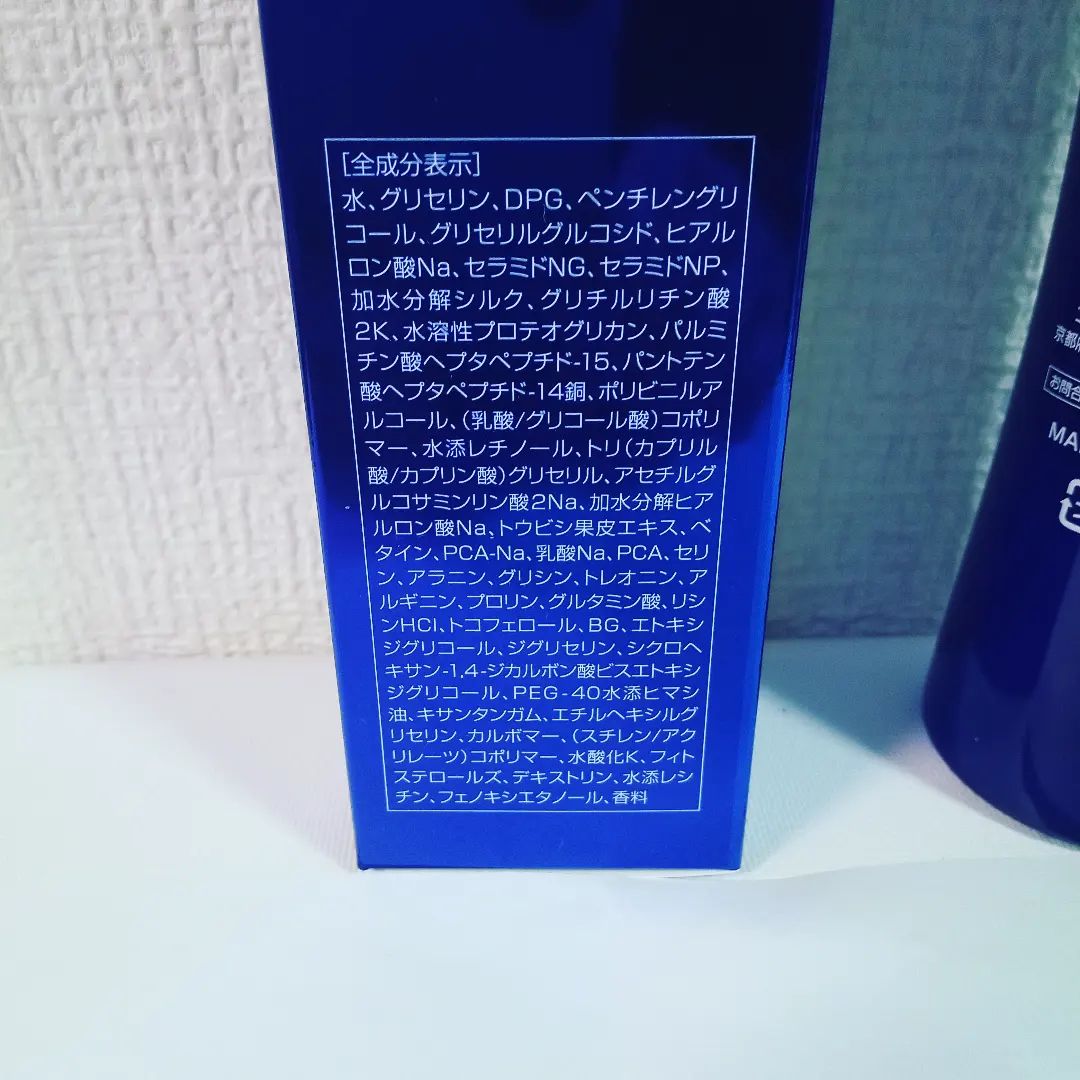 [全成分表示]
水、グリセリン、DPG、ペンチレングリ
コール、グリセリルグルコシド、ヒアル
ロン酸Na、セラミドNG、セラミドNP、
加水分解シルク、グリチルリチン酸
2K、水溶性プロテオグリカン、パルミ
チン酸ヘプタペプチド-15、パントテン
酸ヘプタペプチド-14銅、ポリビニルア
ルコール、(乳酸/グリコール酸)コポリ
マー、水添レチノール、トリ(カプリル
酸/カプリン酸)グリセリル、アセチルグ
ルコサミンリン酸2Na、加水分解ヒア
ルロン酸Na、トウビシ果皮エキス、ベ
タイン、PCA-Na、乳酸Na、PCA、セリ
ン、アラニン、グリシン、トレオニン、ア
ルギニン、プロリン、グルタミン酸、リシ
ンHCl、トコフェロール、BG、エトキシ
ジグリコール、ジグリセリン、シクロヘ
キサン-1,4-ジカルボン酸ビスエトキシ
ジグリコール、PEG-40水添ヒマシ
油、キサンタンガム、エチルヘキシルグ
リセリン、カルボマー、(スチレン/アク
リレーツ)コポリマー、水酸化K、フィト
ステロールズ、デキストリン、水添レシ
チン、フェノキシエタノール、香料
京都府
お問合
MA